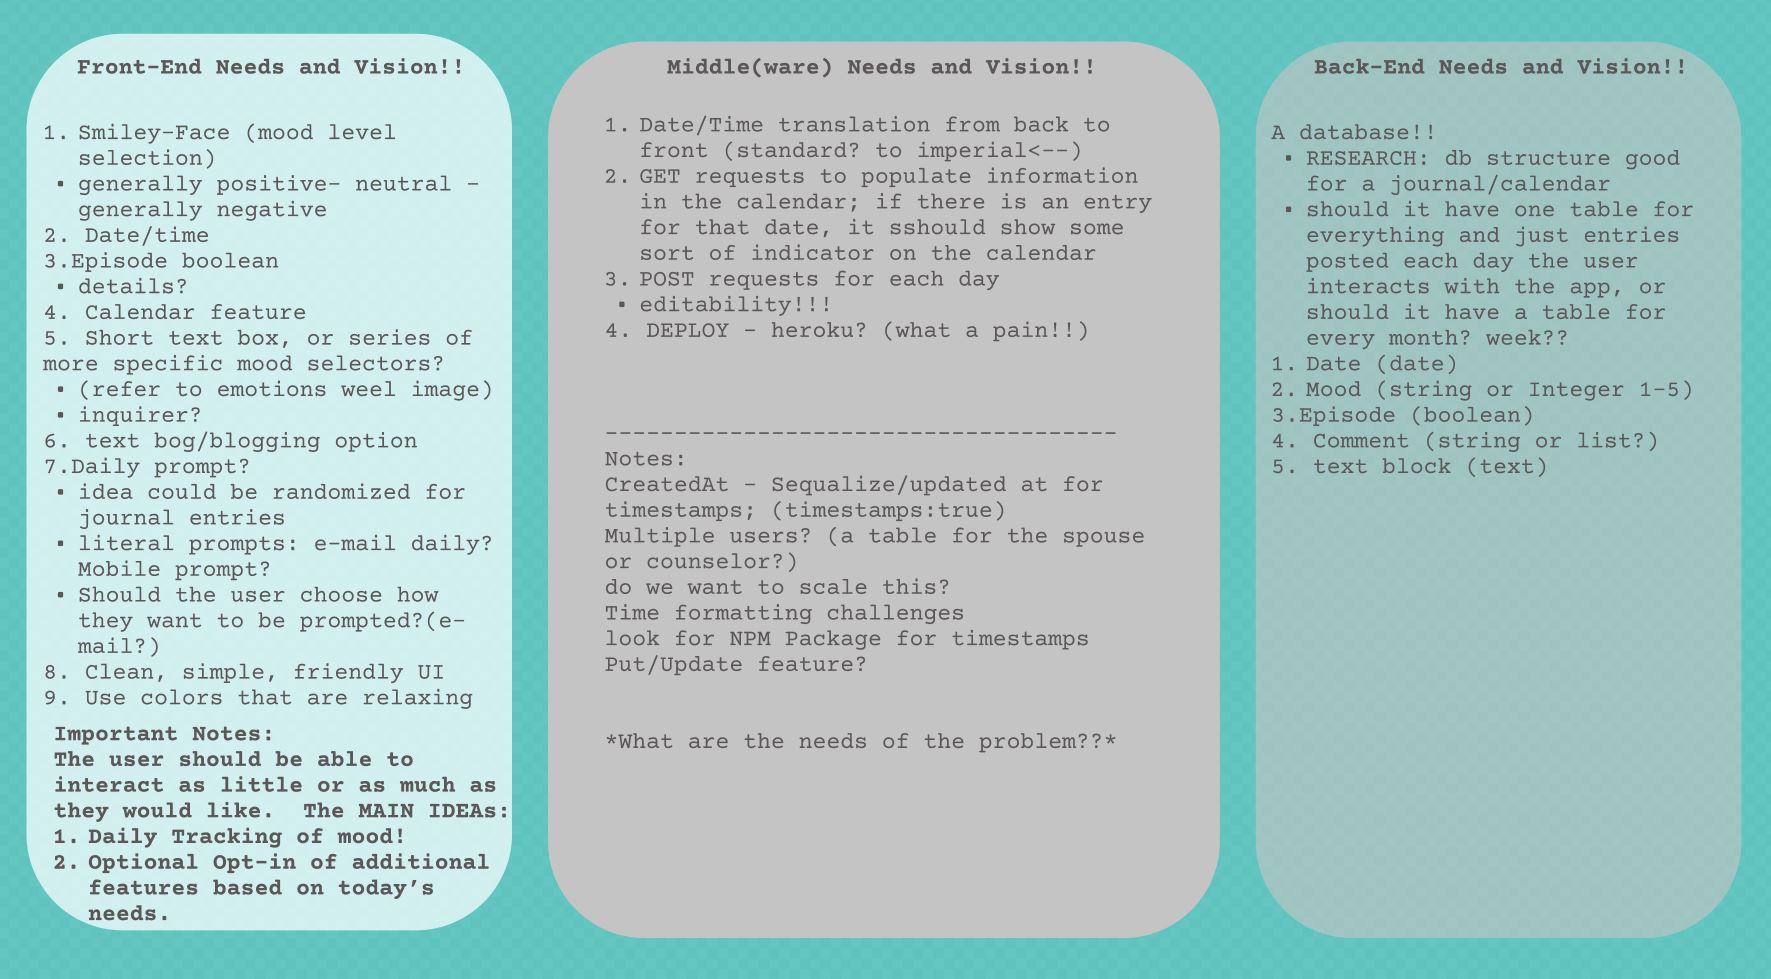 Front-End Needs and Vision!!
1. Smiley-Face (mood level
selection)
▪ generally positive- neutral -
generally negative
2. Date/time
3.Episode boolean
▪ details?
4. Calendar feature
5. Short text box, or series of
more specific mood selectors?
▪ (refer to emotions weel image)
▪ inquirer?
6. text bog/blogging option
7.Daily prompt?
▪ idea could be randomized for
journal entries
▪ literal prompts: e-mail daily?
Mobile prompt?
▪ Should the user choose how
they want to be prompted?(e-
mail?)
8. Clean, simple, friendly UI
9. Use colors that are relaxing
Important Notes:
The user should be able to
interact as little or as much as
they would like.  The MAIN IDEAs:
1. Daily Tracking of mood!
2. Optional Opt-in of additional
features based on today’s
needs.
Middle(ware) Needs and Vision!!
1. Date/Time translation from back to
front (standard? to imperial<--)
2. GET requests to populate information
in the calendar; if there is an entry
for that date, it sshould show some
sort of indicator on the calendar
3. POST requests for each day
▪ editability!!!
4. DEPLOY - heroku? (what a pain!!)
-------------------------------------
Notes:
CreatedAt - Sequalize/updated at for
timestamps; (timestamps:true)
Multiple users? (a table for the spouse
or counselor?)
do we want to scale this?
Time formatting challenges
look for NPM Package for timestamps
Put/Update feature?
*What are the needs of the problem??*
Back-End Needs and Vision!!
A database!!
▪ RESEARCH: db structure good
for a journal/calendar
▪ should it have one table for
everything and just entries
posted each day the user
interacts with the app, or
should it have a table for
every month? week??
1. Date (date)
2. Mood (string or Integer 1-5)
3.Episode (boolean)
4. Comment (string or list?)
5. text block (text)